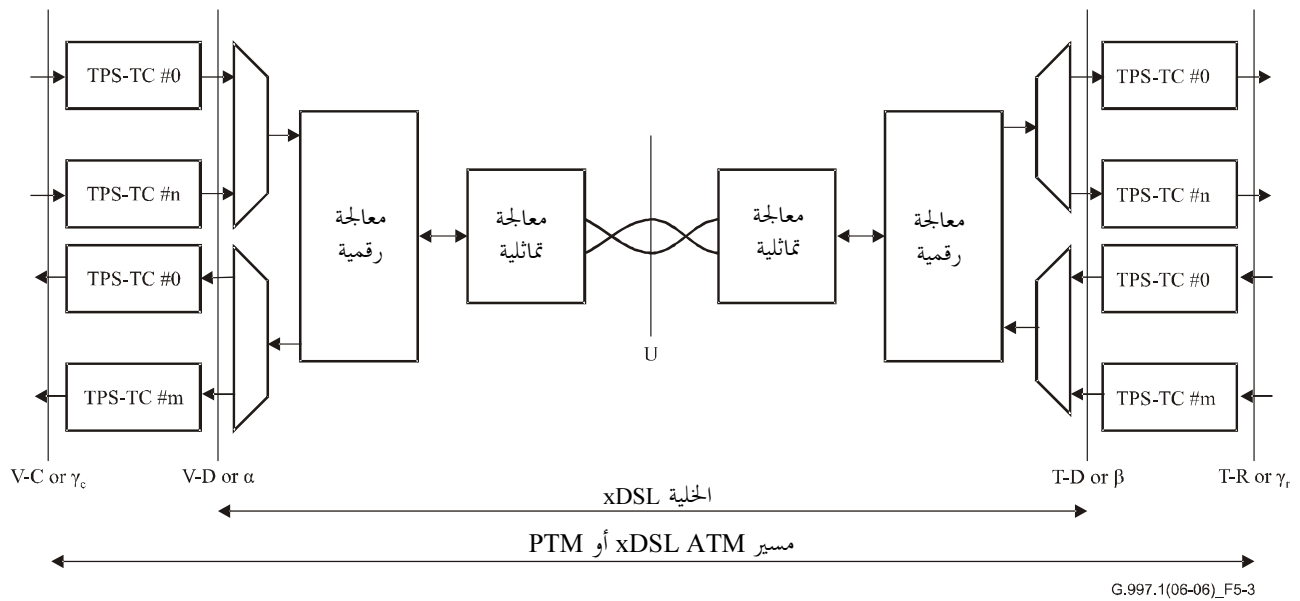 TPS-TC #0
TPS-TC #n
TPS-TC #0
TPS-TC #m
معالجة
رقمية
معالجة
تماثلية
U
معالجة
تماثلية
معالجة
رقمية
TPS-TC #0
TPS-TC #n
TPS-TC #0
TPS-TC #m
V-C or γc
V-D or α
T-D or β
T-R or γr
الخلية xDSL
مسير xDSL ATM أو PTM
G.997.1(06-06)_F5-3